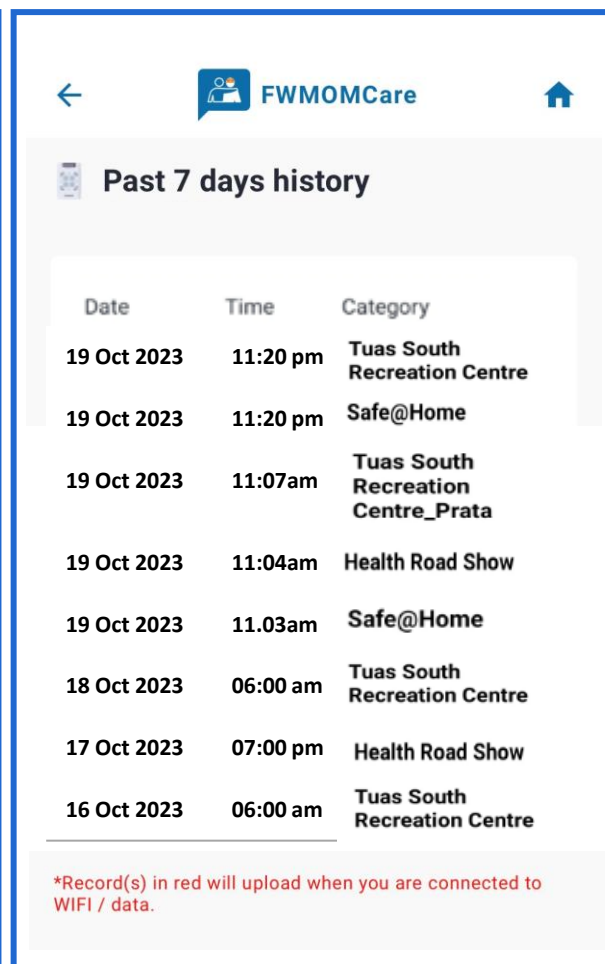 FWMOMCare
Past 7 days history
Date Time Category
19 Oct 2023 11:20 pm Tuas South
Recreation Centre
19 Oct 2023 11:20 pm Safe@Home
19 Oct 2023 11:07am Tuas South
Recreation
Centre_Prata
19 Oct 2023 11:04am Health Road Show
19 Oct 2023 11.03am Safe@Home
18 Oct 2023 06:00 am Tuas South
Recreation Centre
17 Oct 2023 07:00 pm Health Road Show
16 Oct 2023 06:00 am Tuas South
Recreation Centre
*Record(s) in red will upload when you are connected to
WIFI / data.